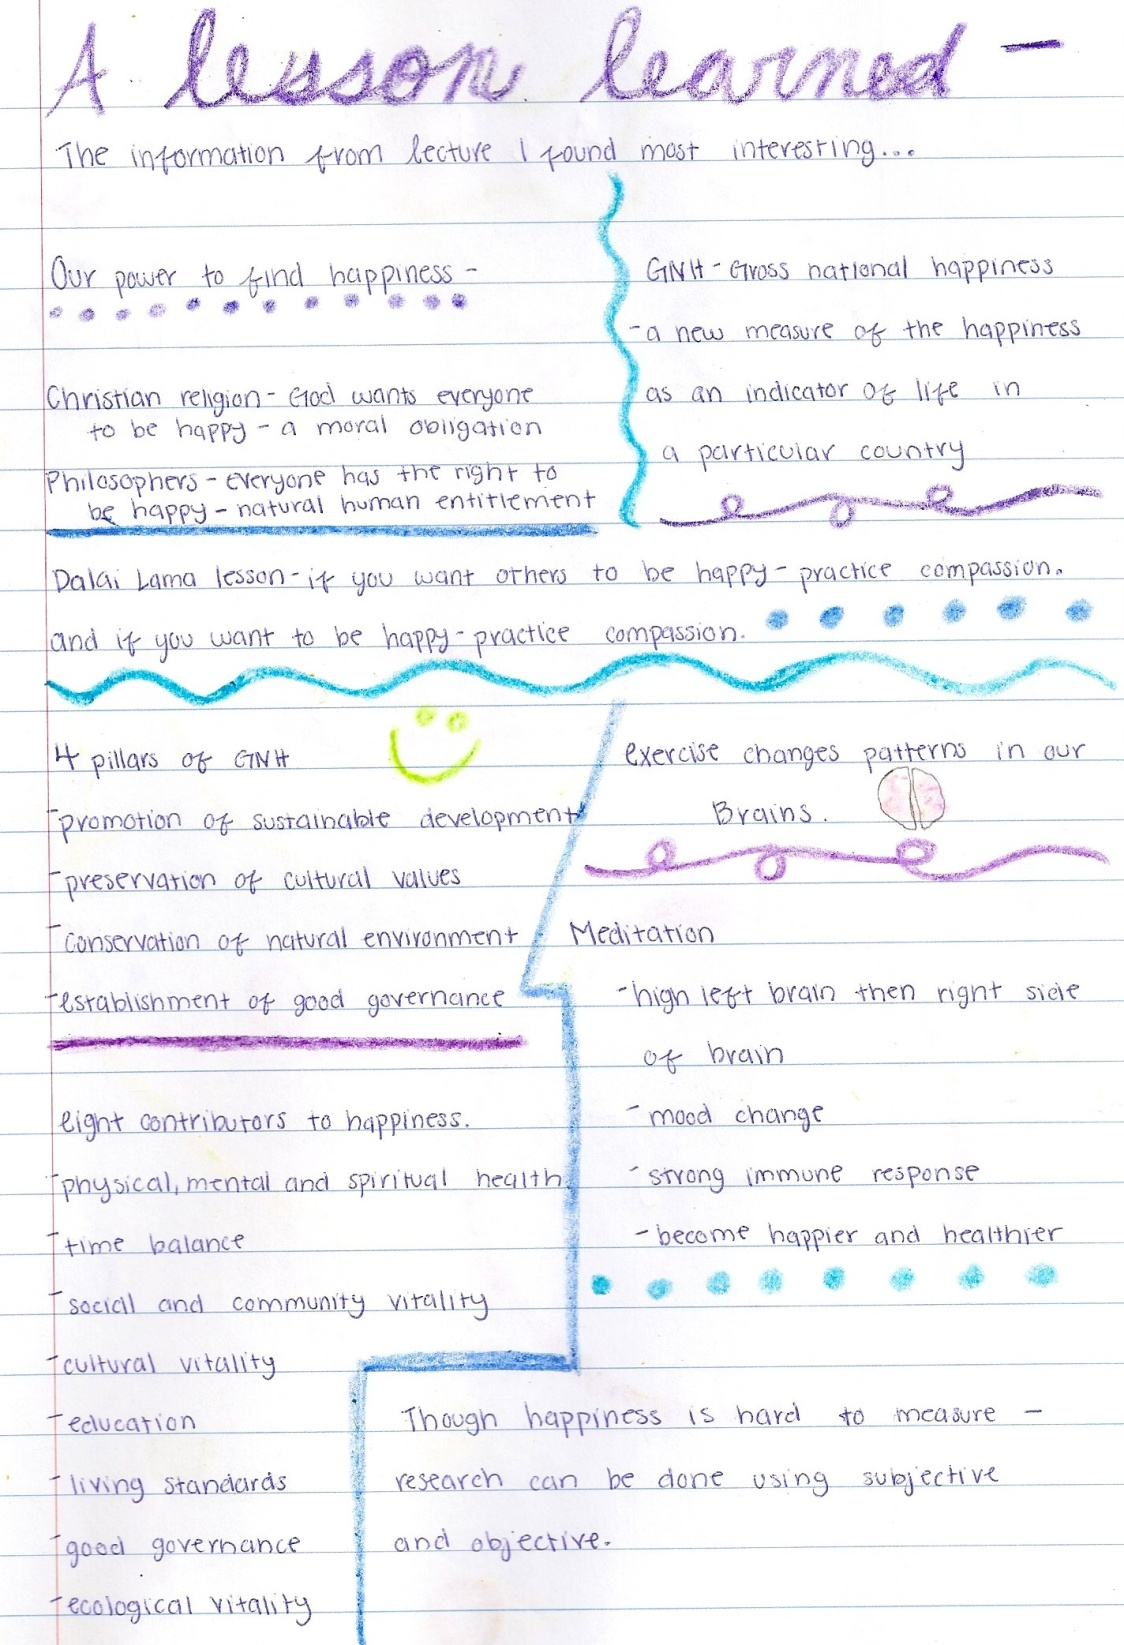 A lesson learned -
The information from lecture I found most interesting...
Our power to find happiness -
Christian religion - God wants everyone
to be happy - a moral obligation
Philosophers - everyone has the right to
be happy - natural human entitlement
GNH - Gross national happiness
- a new measure of the happiness
as an indicator of life in
a particular country
Dalai Lama lesson - if you want others to be happy - practice compassion.
and if you want to be happy - practice compassion.
4 pillars of GNH
- promotion of sustainable development
- preservation of cultural values
- conservation of natural environment
- establishment of good governance
eight contributors to happiness.
- physical, mental and spiritual health
- time balance
- social and community vitality
- cultural vitality
- education
- living standards
- good governance
- ecological vitality
exercise changes patterns in our
Brains.
Meditation
- high left brain then right side
of brain
- mood change
- strong immune response
- become happier and healthier
Though happiness is hard to measure -
research can be done using subjective
and objective.